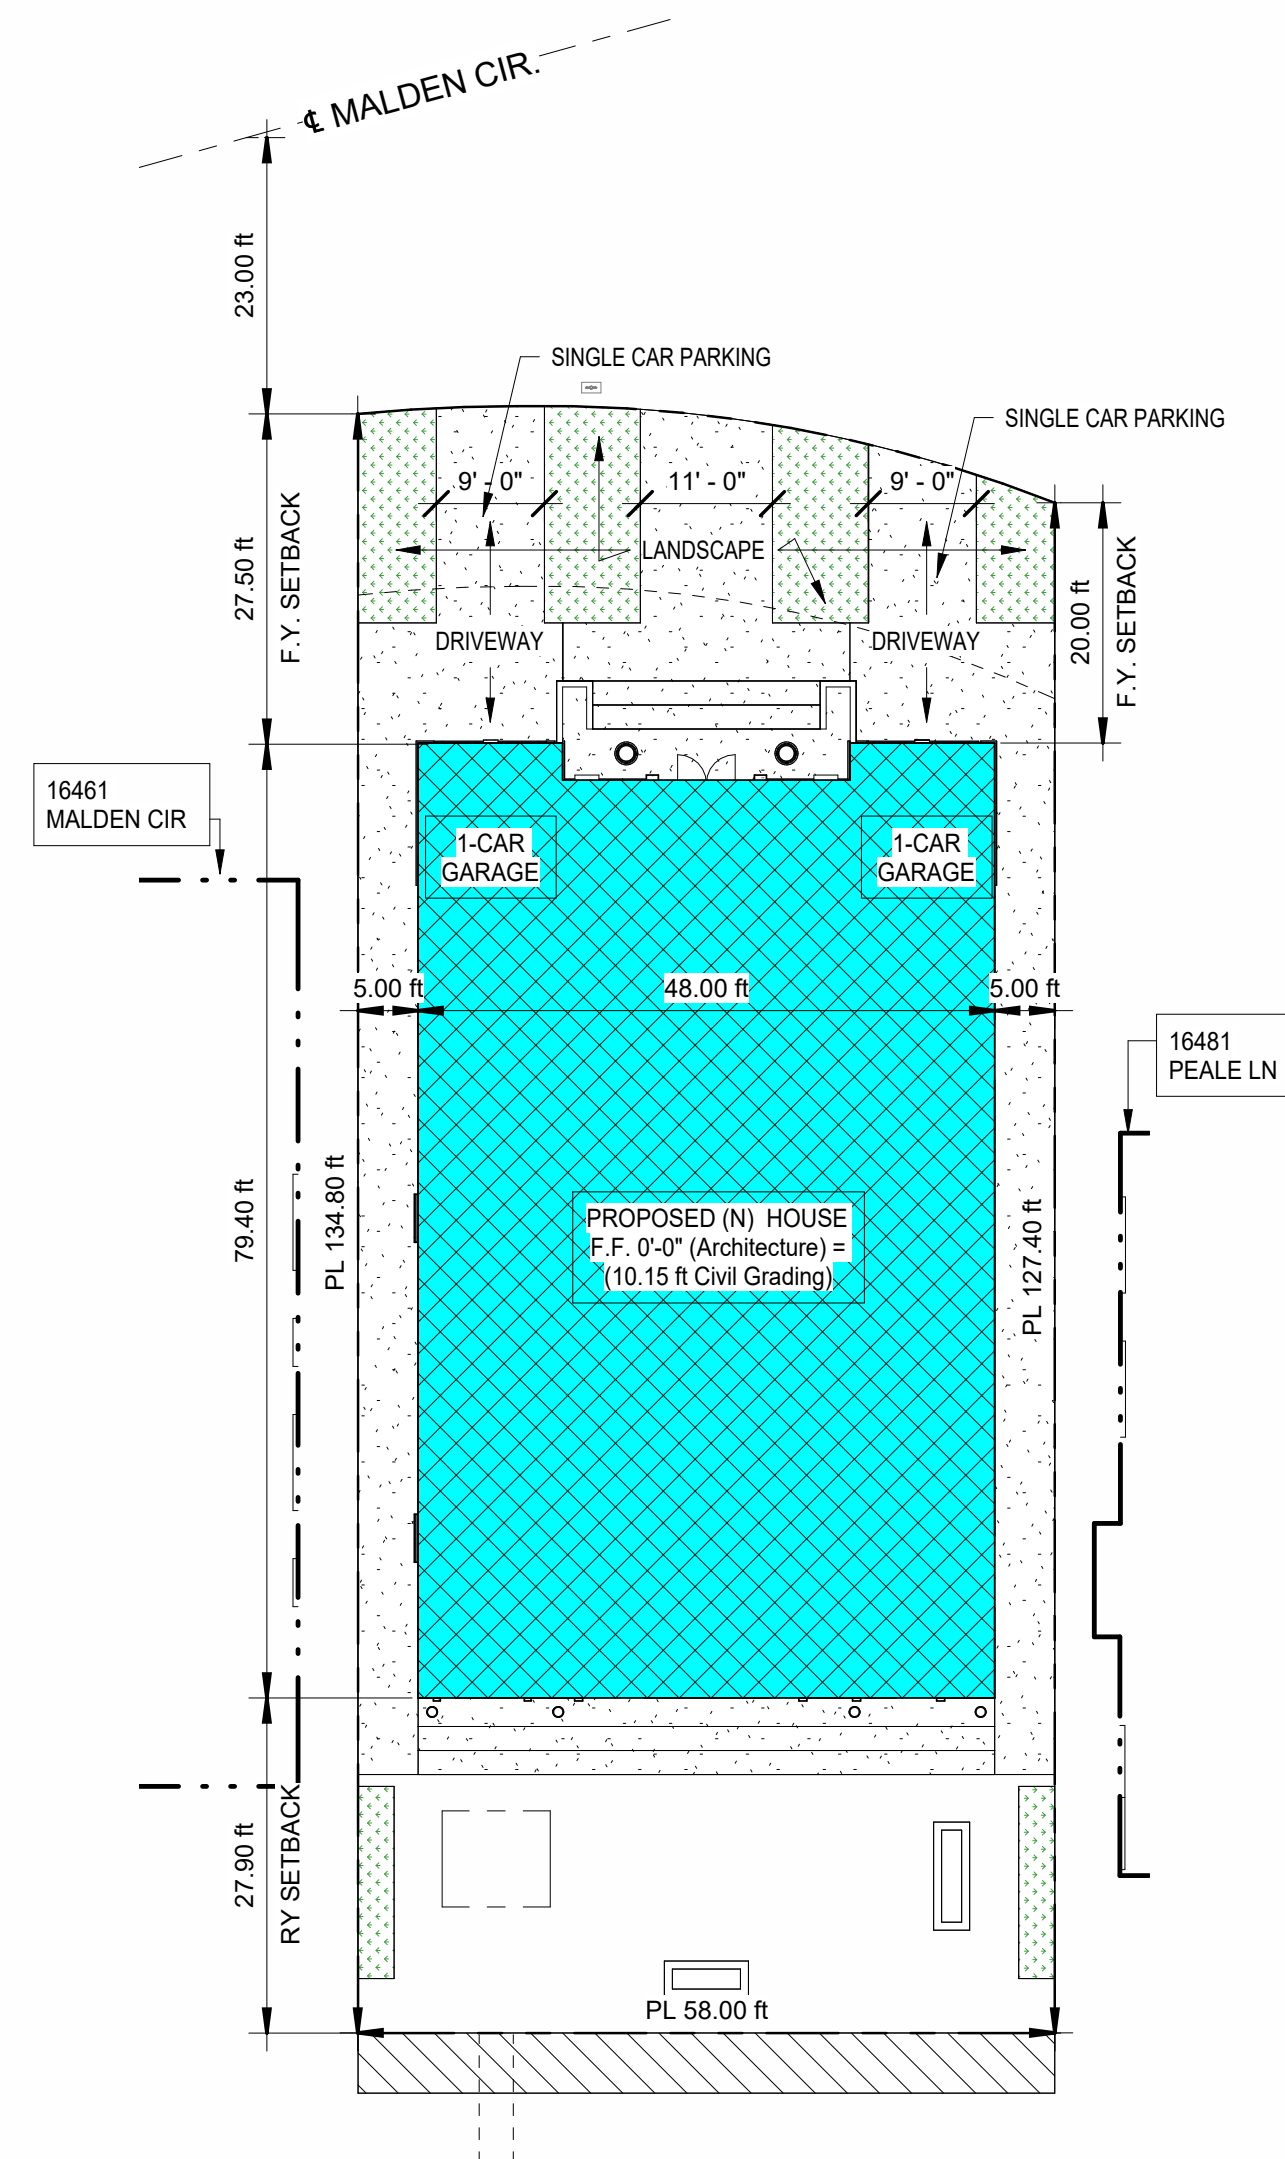 ℄ MALDEN CIR.
23.00 ft
SINGLE CAR PARKING
SINGLE CAR PARKING
9' - 0"
11' - 0"
9' - 0"
27.50 ft
F.Y. SETBACK
LANDSCAPE
20.00 ft
F.Y. SETBACK
DRIVEWAY
DRIVEWAY
16461
MALDEN CIR
1-CAR
GARAGE
1-CAR
GARAGE
5.00 ft
48.00 ft
5.00 ft
16481
PEALE LN
79.40 ft
PL 134.80 ft
PROPOSED (N) HOUSE
F.F. 0'-0" (Architecture) =
(10.15 ft Civil Grading)
PL 127.40 ft
27.90 ft
RY SETBACK
PL 58.00 ft